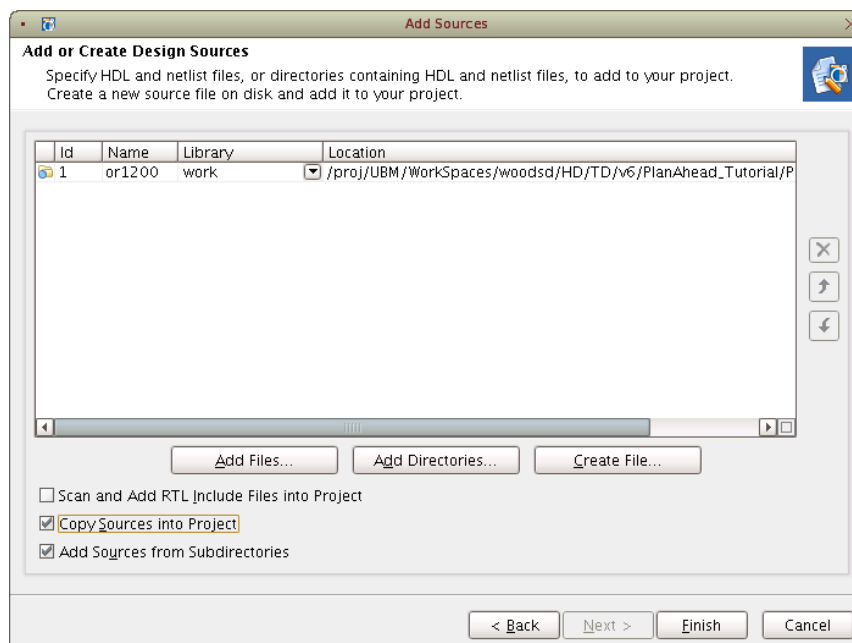 Add Sources
Add or Create Design Sources
Specify HDL and netlist files, or directories containing HDL and netlist files, to add to your project.
Create a new source file on disk and add it to your project.
Id Name Library Location
1 or1200 work /proj/UBM/WorkSpaces/woodsd/HD/TD/v6/PlanAhead_Tutorial/P
Add Files... Add Directories... Create File...
Scan and Add RTL Include Files into Project
Copy Sources into Project
Add Sources from Subdirectories
< Back Next > Finish Cancel